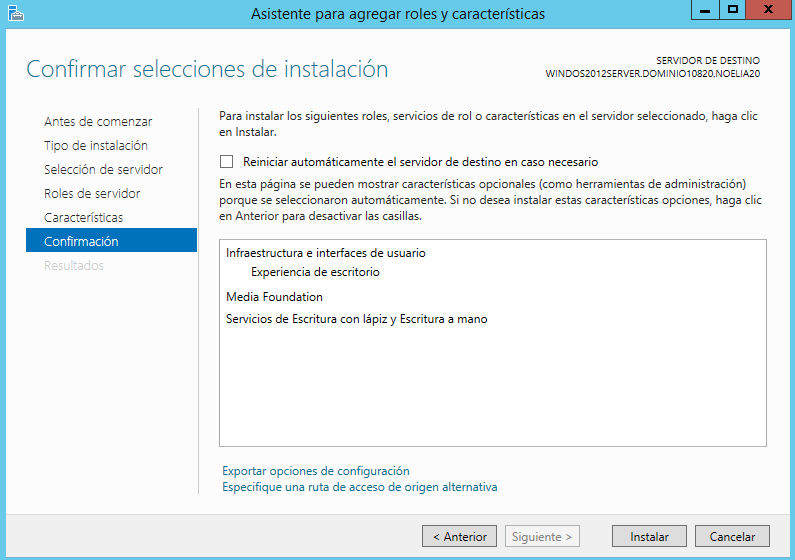 Asistente para agregar roles y características
Confirmar selecciones de instalación
SERVIDOR DE DESTINO
WINDOS2012SERVER.DOMINIO10820.NOELIA20
Antes de comenzar
Tipo de instalación
Selección de servidor
Roles de servidor
Características
Confirmación
Resultados
Para instalar los siguientes roles, servicios de rol o características en el servidor seleccionado, haga clic
en Instalar.
Reiniciar automáticamente el servidor de destino en caso necesario
En esta página se pueden mostrar características opcionales (como herramientas de administración)
porque se seleccionaron automáticamente. Si no desea instalar estas características opciones, haga clic
en Anterior para desactivar las casillas.
Infraestructura e interfaces de usuario
Experiencia de escritorio
Media Foundation
Servicios de Escritura con lápiz y Escritura a mano
Exportar opciones de configuración
Especifique una ruta de acceso de origen alternativa
< Anterior
Siguiente >
Instalar
Cancelar